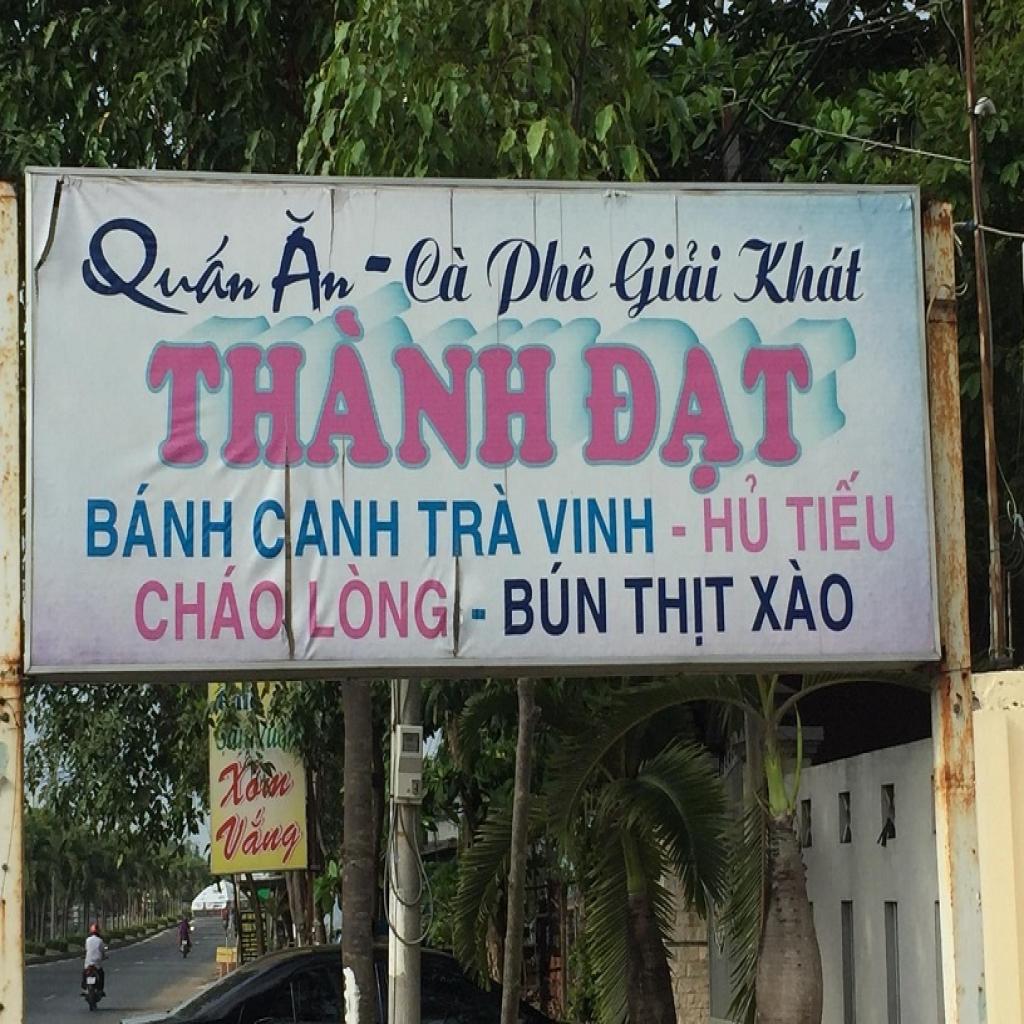 Quán Ăn - Cà Phê Giải Khát
THÀNH ĐẠT
BÁNH CANH TRÀ VINH - HỦ TIẾU
CHÁO LÒNG - BÚN THỊT XÀO
Xóm
Vắng